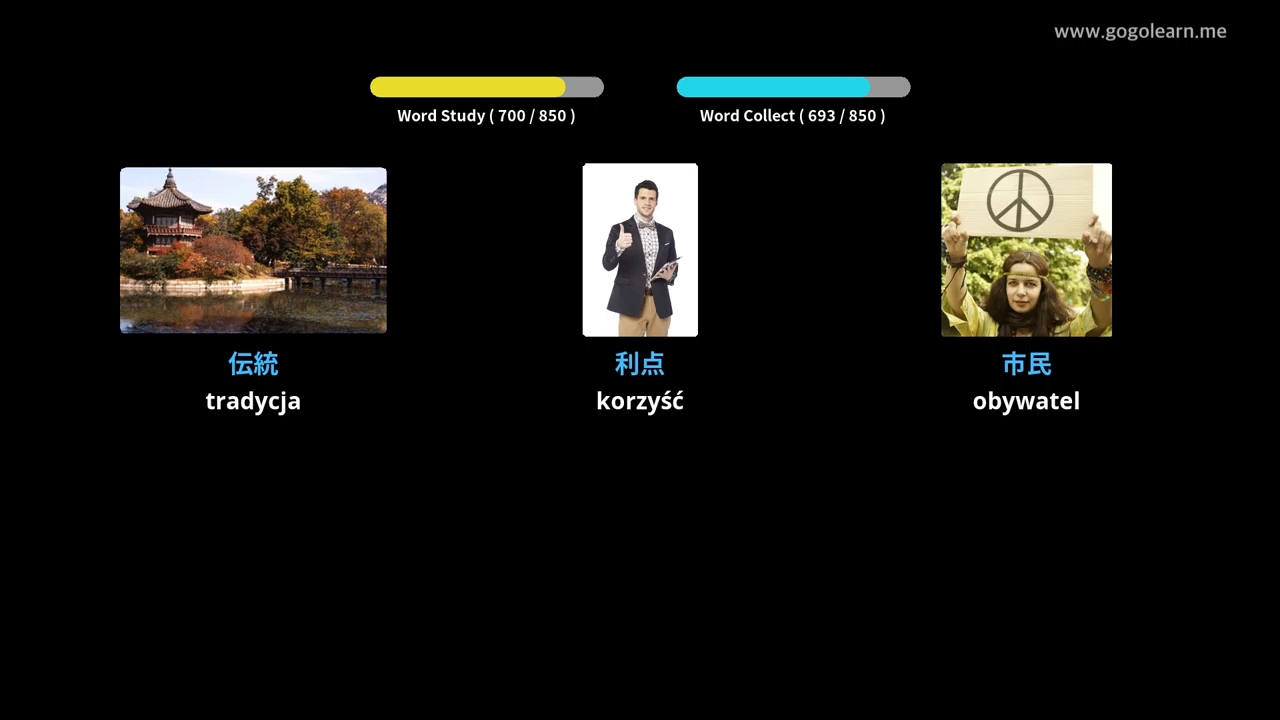 www.gogolearn.me
Word Study ( 700 / 850 )
Word Collect ( 693 / 850 )
伝統
利点
市民
tradycja
korzyść
obywatel